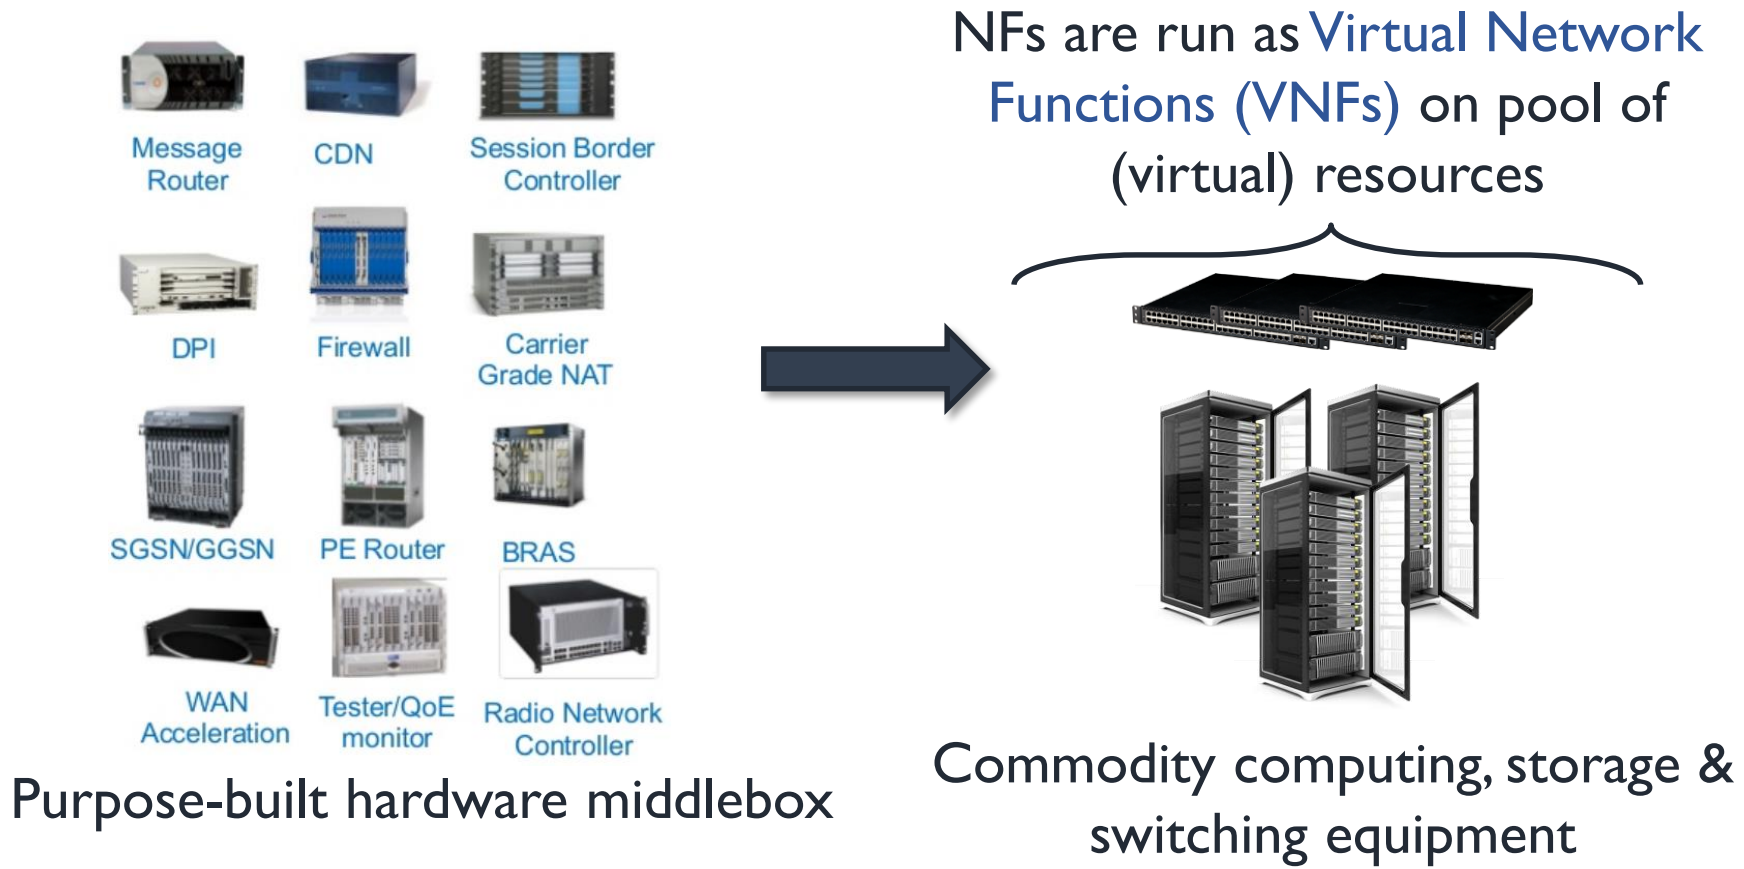 Message
Router
CDN
Session Border
Controller
DPI
Firewall
Carrier
Grade NAT
SGSN/GGSN
PE Router
BRAS
WAN
Acceleration
Tester/QoE
monitor
Radio Network
Controller
Purpose-built hardware middlebox
NFs are run as Virtual Network
Functions (VNFs) on pool of
(virtual) resources
Commodity computing, storage &
switching equipment